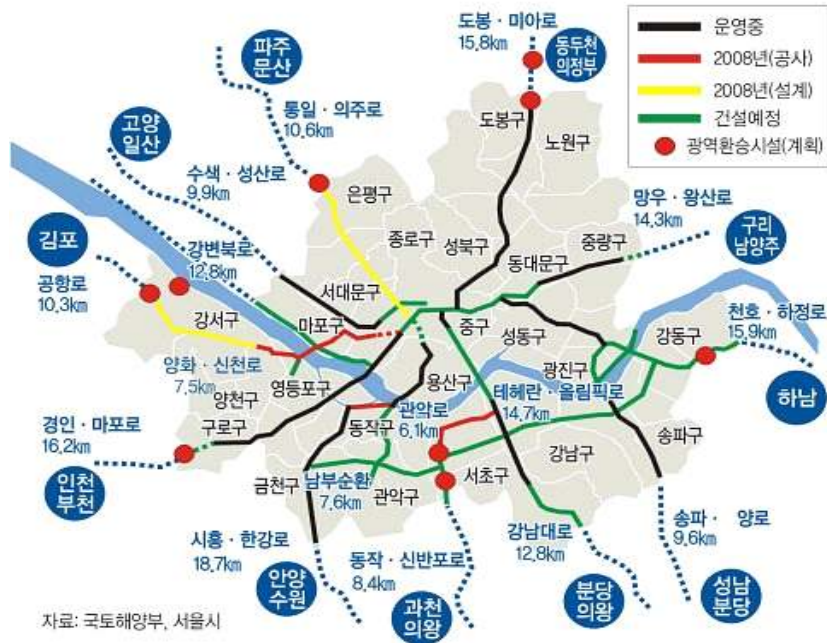 도봉 · 미아로
15.8km
동두천
의정부
파주
문산
통일 · 의주로
10.6km
고양
일산
수색 · 성산로
9.9km
운영중
2008년(공사)
2008년(설계)
건설예정
광역환승시설(계획)
도봉구
노원구
은평구
망우 · 왕산로
14.3km
구리
남양주
종로구
성북구
중랑구
동대문구
김포
강변북로
12.8km
공항로
10.3km
서대문구
강서구
마포구
중구
성동구
강동구
천호 · 하정로
15.9km
양화 · 신천로
7.5km
광진구
용산구
영등포구
양천구
테헤란 · 올림픽로
14.7km
하남
관악로
6.1km
경인 · 마포로
16.2km
구로구
동작구
송파구
강남구
서초구
인천
부천
금천구
남부순환
7.6km
관악구
시흥 · 한강로
18.7km
동작 · 신반포로
8.4km
강남대로
12.8km
송파 · 양로
9.6km
안양
수원
과천
의왕
분당
의왕
성남
분당
자료: 국토해양부, 서울시